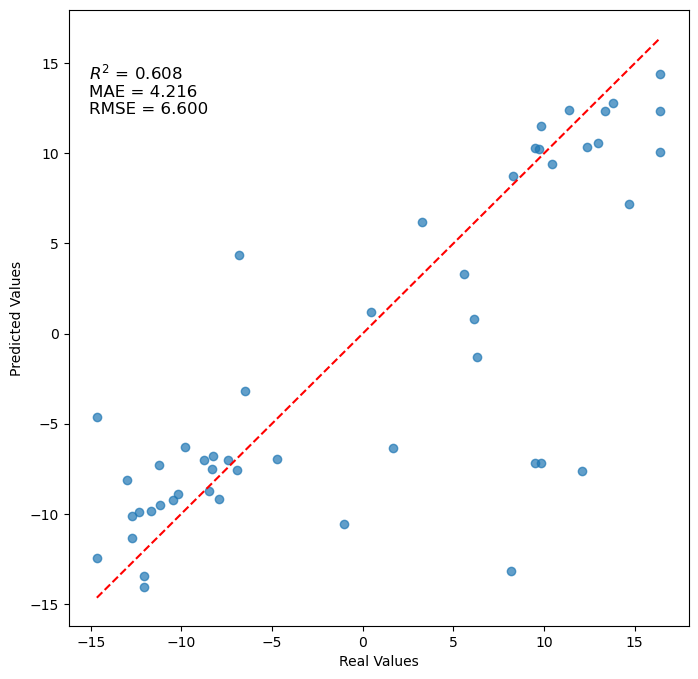 R² = 0.608
MAE = 4.216
RMSE = 6.600
15
10
5
0
−5
−10
−15
Predicted Values
−15 −10 −5 0 5 10 15
Real Values